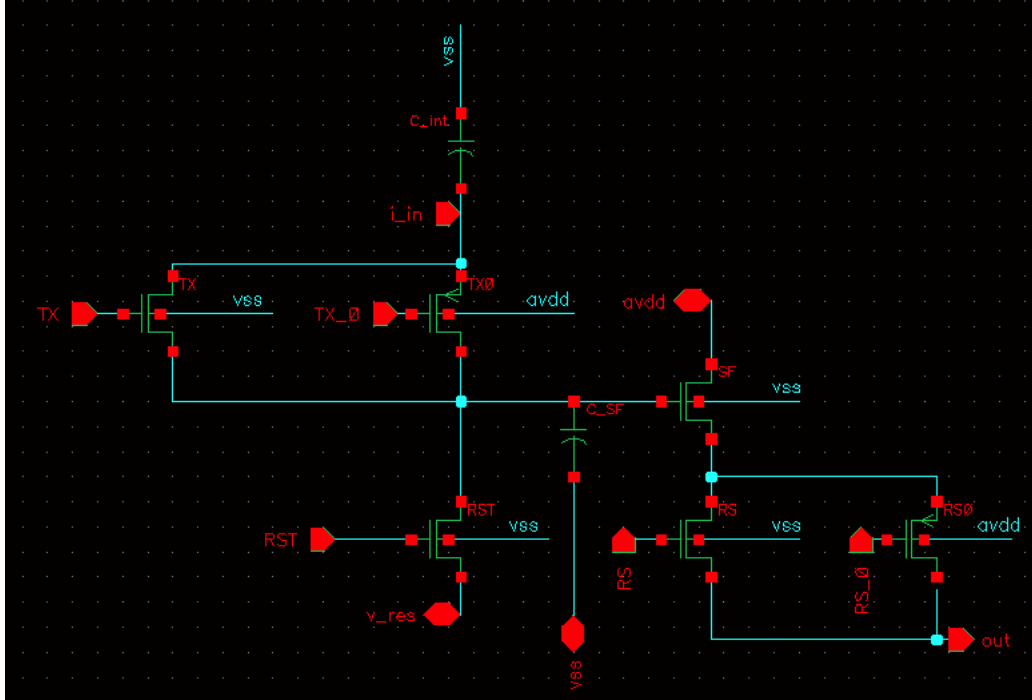 vss
C_int
i_in
TX
TX0
vss
avdd
avdd
TX
TX_0
SF
vss
C_SF
RST
RS
RS0
vss
vss
avdd
RST
RS
RS_0
v_res
out
vss